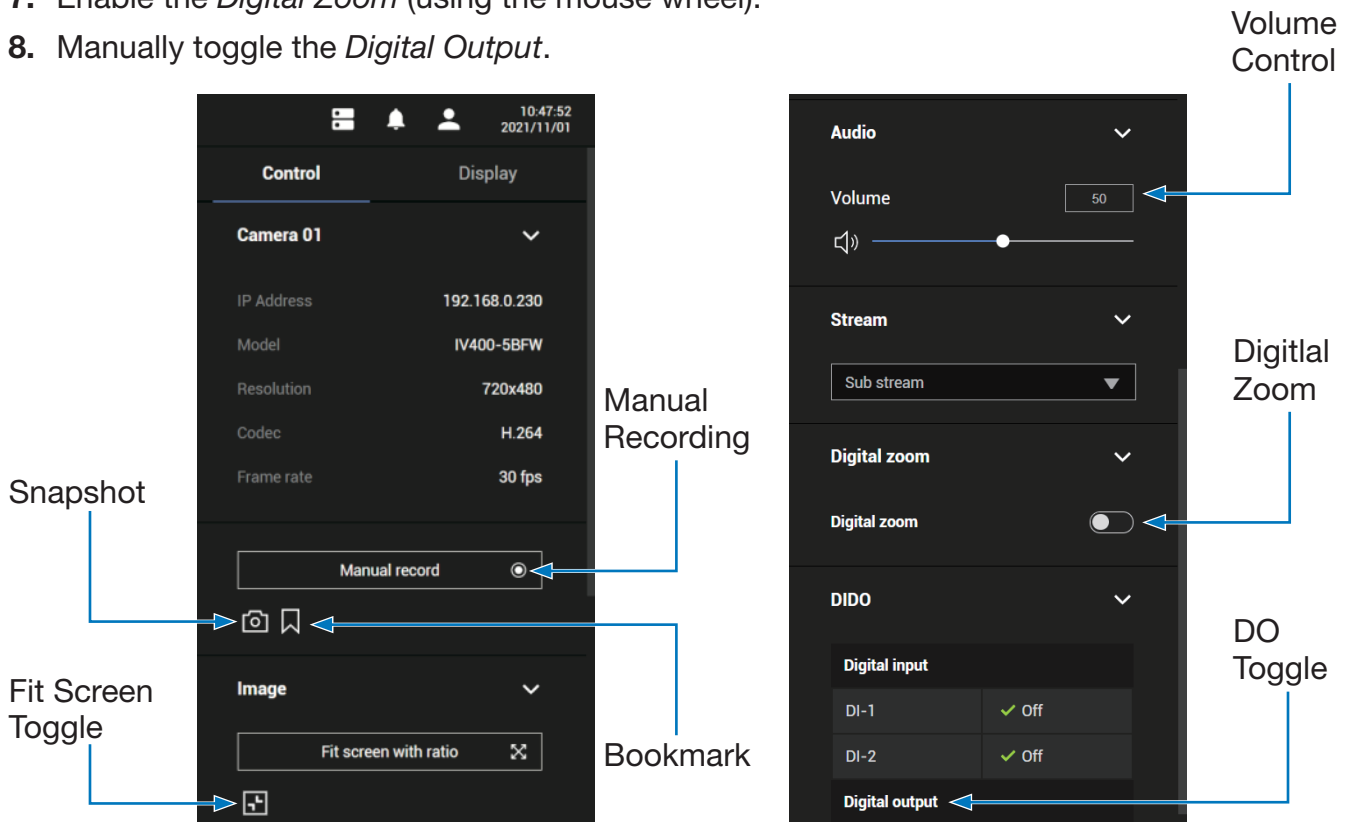 7. Enable the Digital Zoom (using the mouse wheel).
8. Manually toggle the Digital Output.
Volume
Control
10:47:52
2021/11/01
Control Display
Camera 01
IP Address 192.168.0.230
Model IV400-5BFW
Resolution 720x480
Codec H.264
Frame rate 30 fps
Manual record
Image
Fit screen with ratio
Snapshot
Fit Screen
Toggle
Manual
Recording
Bookmark
Audio
Volume 50
Stream
Sub stream
Digital zoom
Digital zoom
DIDO
Digital input
DI-1 Off
DI-2 Off
Digital output
Digitlal
Zoom
DO
Toggle